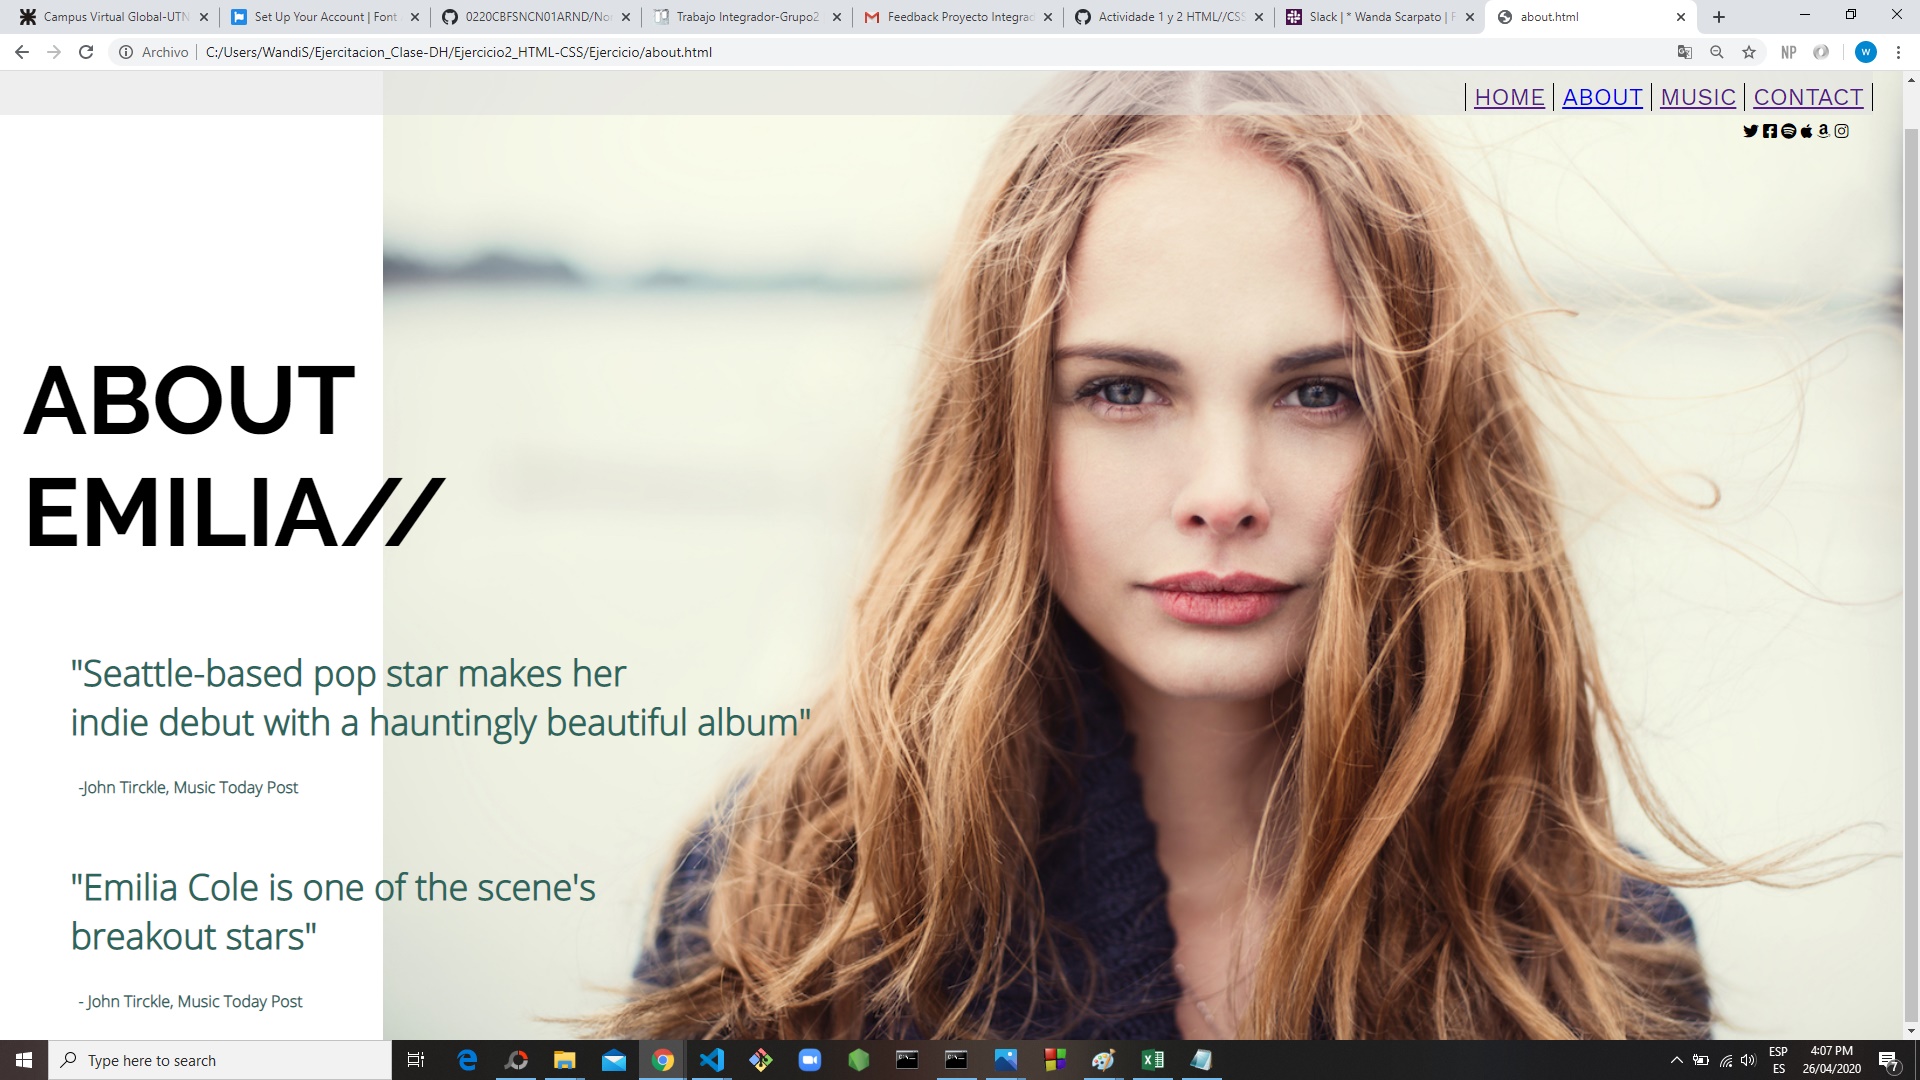 Campus Virtual Global-UTN
Set Up Your Account | Font
0220CBFSNCN01ARND/Nor
Trabajo Integrador-Grupo2
Feedback Proyecto Integrac
Actividade 1 y 2 HTML//CSS
Slack | * Wanda Scarpato | F
about.html
Archivo
C:/Users/WandiS/Ejercitacion_Clase-DH/Ejercicio2_HTML-CSS/Ejercicio/about.html
NP
W
HOME
ABOUT
MUSIC
CONTACT
ABOUT
EMILIA//
"Seattle-based pop star makes her
indie debut with a hauntingly beautiful album"
-John Tirckle, Music Today Post
"Emilia Cole is one of the scene's
breakout stars"
- John Tirckle, Music Today Post
Type here to search
ESP
ES
4:07 PM
26/04/2020
7